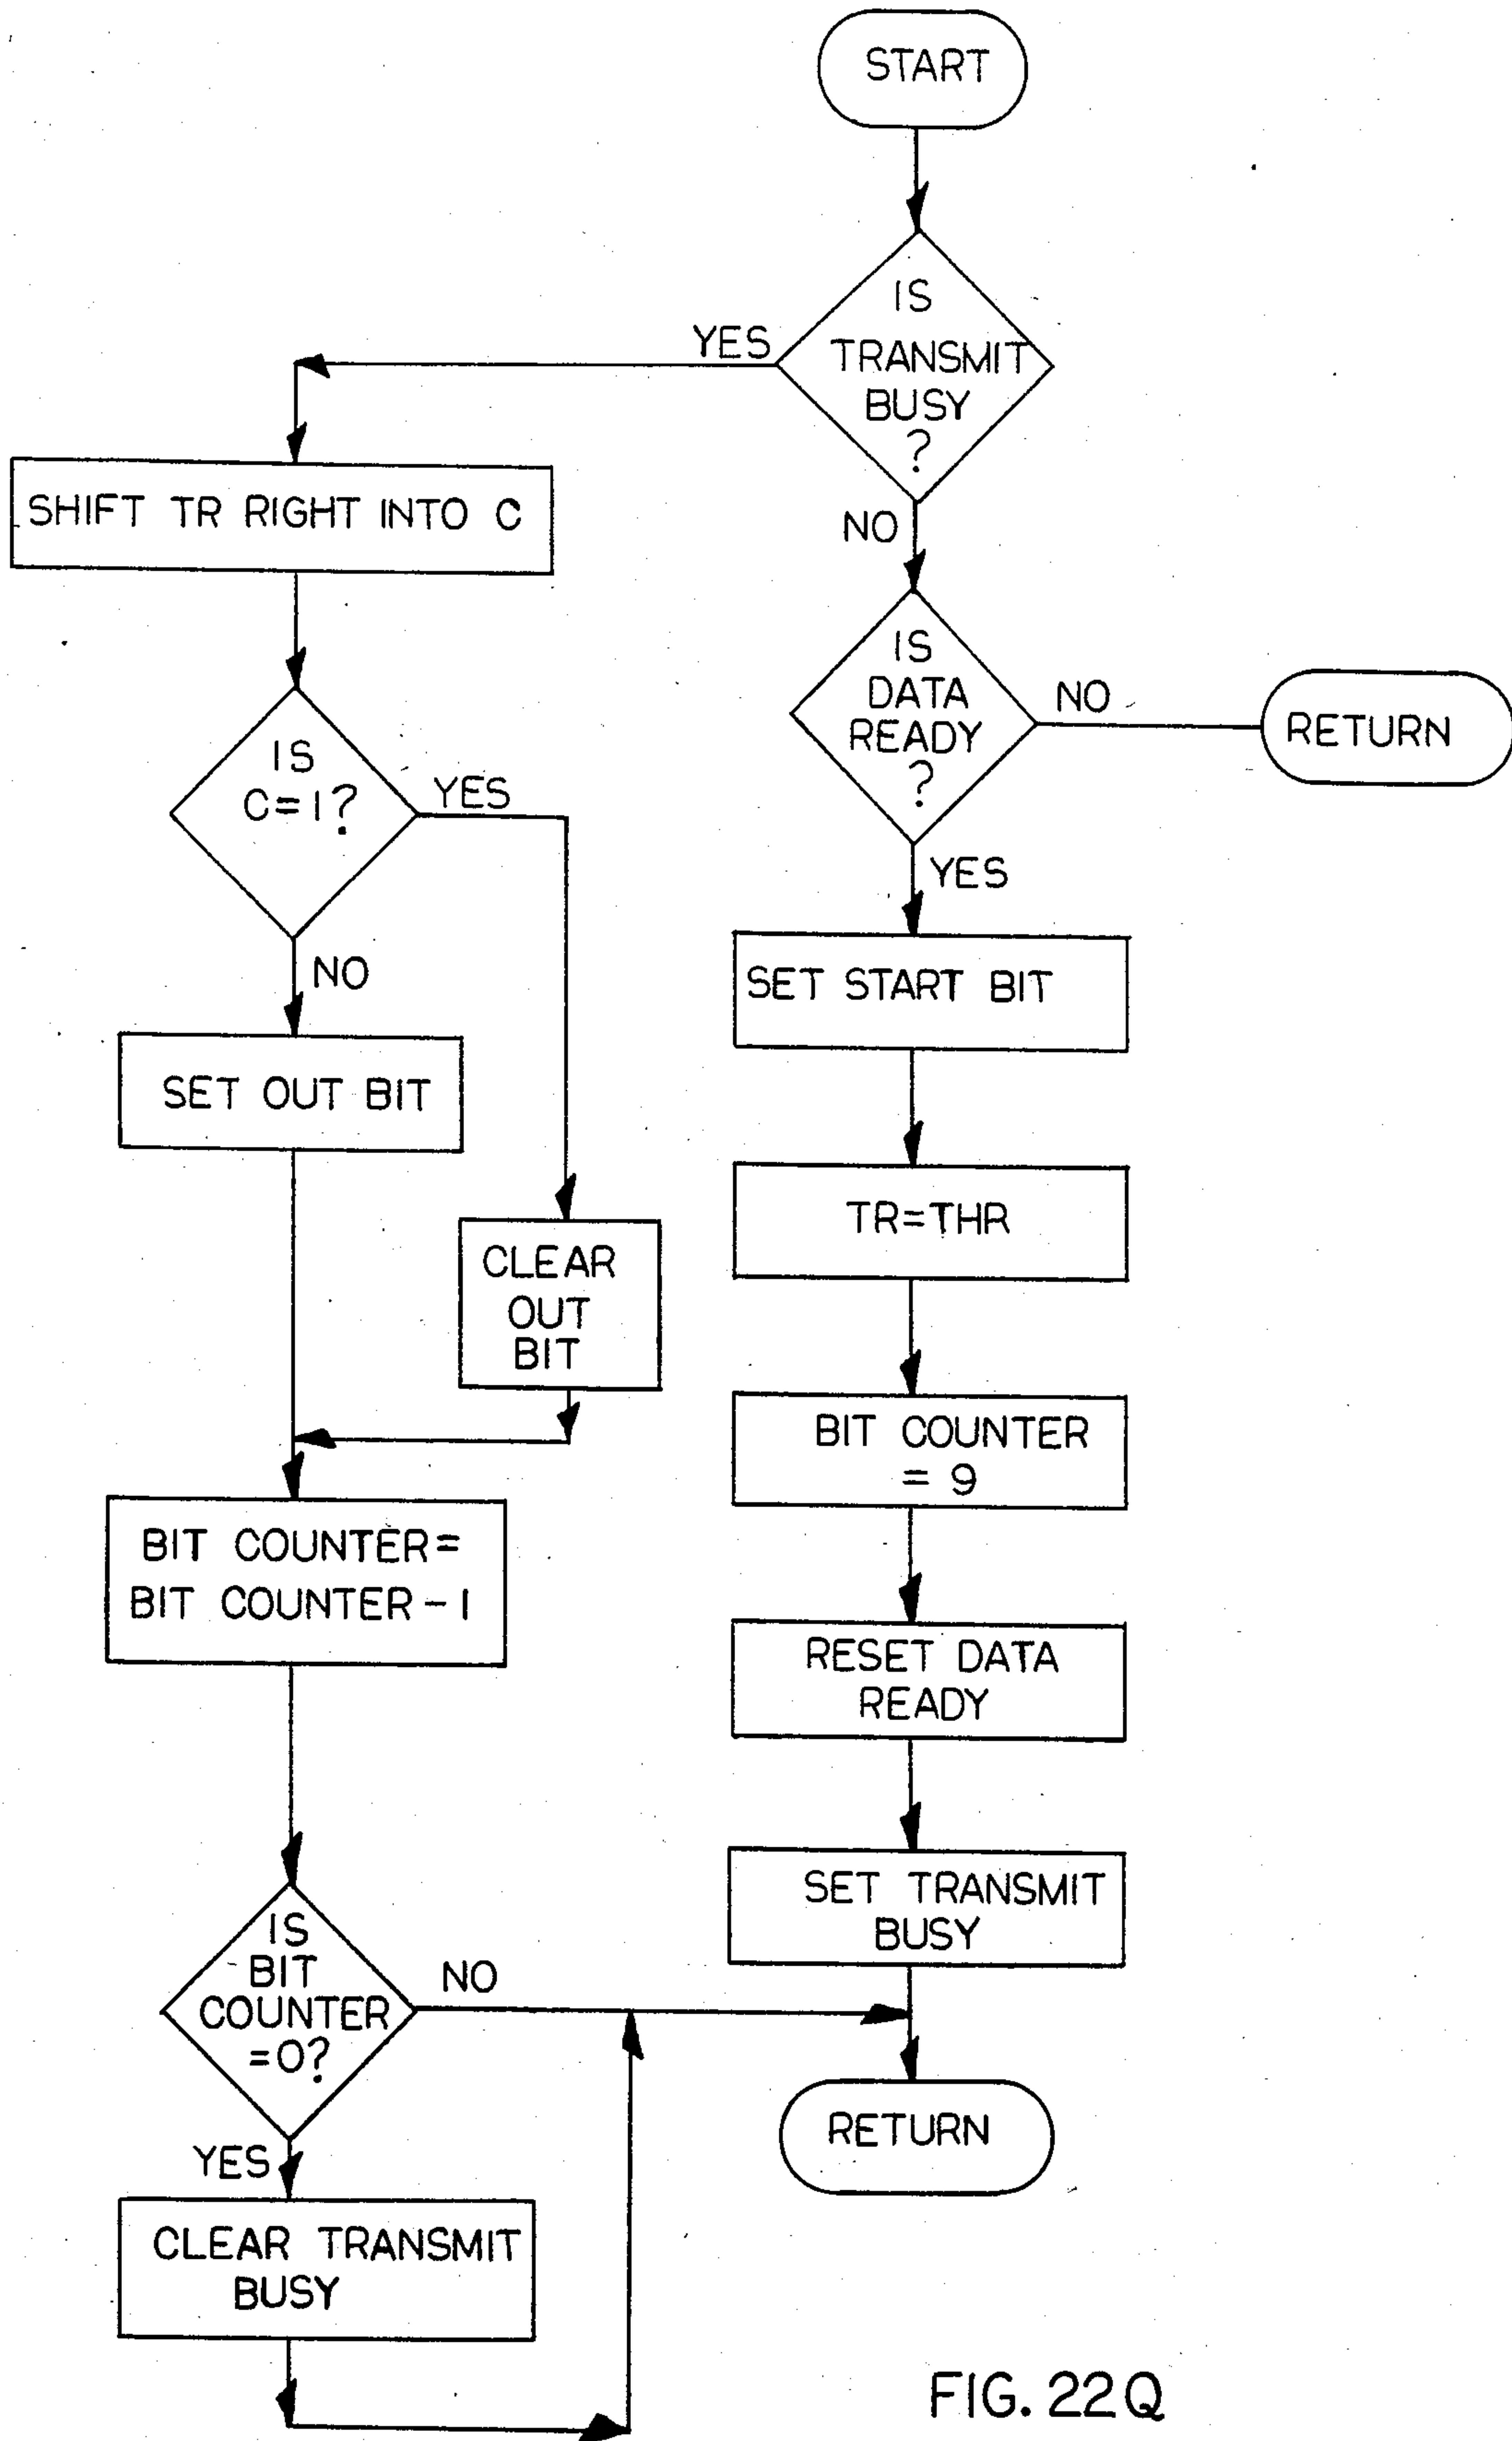 START
IS
TRANSMIT
BUSY
?
YES
NO
SHIFT TR RIGHT INTO C
IS
DATA
READY
?
NO
RETURN
YES
IS
C=1?
YES
NO
SET START BIT
SET OUT BIT
TR=THR
CLEAR
OUT
BIT
BIT COUNTER
= 9
BIT COUNTER=
BIT COUNTER-1
RESET DATA
READY
SET TRANSMIT
BUSY
IS
BIT
COUNTER
=0?
NO
YES
RETURN
CLEAR TRANSMIT
BUSY
FIG. 22Q